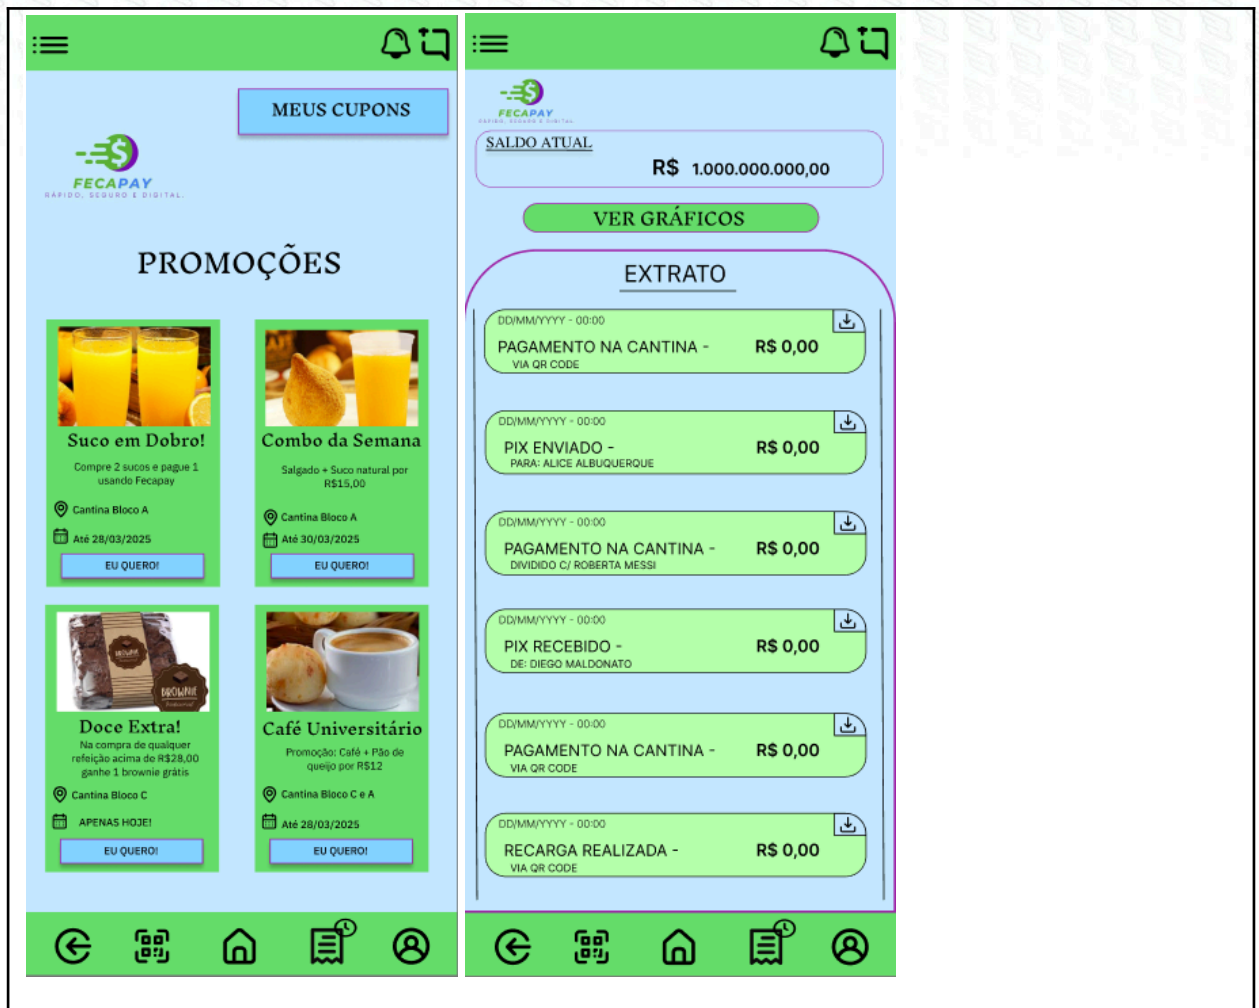 MEUS CUPONS
FECAPAY
RÁPIDO, SEGURO E DIGITAL.
PROMOÇÕES
Suco em Dobro!
Compre 2 sucos e pague 1
usando Fecapay
Cantina Bloco A
Até 28/03/2025
EU QUERO!
Combo da Semana
Salgado + Suco natural por
R$15,00
Cantina Bloco A
Até 30/03/2025
EU QUERO!
BROWNIE
BROWNIE
Doce Extra!
Na compra de qualquer
refeição acima de R$28,00
ganhe 1 brownie grátis
Cantina Bloco C
APENAS HOJE!
EU QUERO!
Café Universitário
Promoção: Café + Pão de
queijo por R$12
Cantina Bloco C e A
Até 28/03/2025
EU QUERO!
FECAPAY
RÁPIDO, SEGURO E DIGITAL.
SALDO ATUAL
R$ 1.000.000.000,00
VER GRÁFICOS
EXTRATO
DD/MM/YYYY - 00:00
PAGAMENTO NA CANTINA - R$ 0,00
VIA QR CODE
DD/MM/YYYY - 00:00
PIX ENVIADO - R$ 0,00
PARA: ALICE ALBUQUERQUE
DD/MM/YYYY - 00:00
PAGAMENTO NA CANTINA - R$ 0,00
DIVIDIDO C/ ROBERTA MESSI
DD/MM/YYYY - 00:00
PIX RECEBIDO - R$ 0,00
DE: DIEGO MALDONATO
DD/MM/YYYY - 00:00
PAGAMENTO NA CANTINA - R$ 0,00
VIA QR CODE
DD/MM/YYYY - 00:00
RECARGA REALIZADA - R$ 0,00
VIA QR CODE